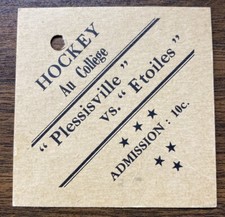 HOCKEY
Au Collège
"Plessisville"
vs. "Etoiles"
ADMISSION: 10c.